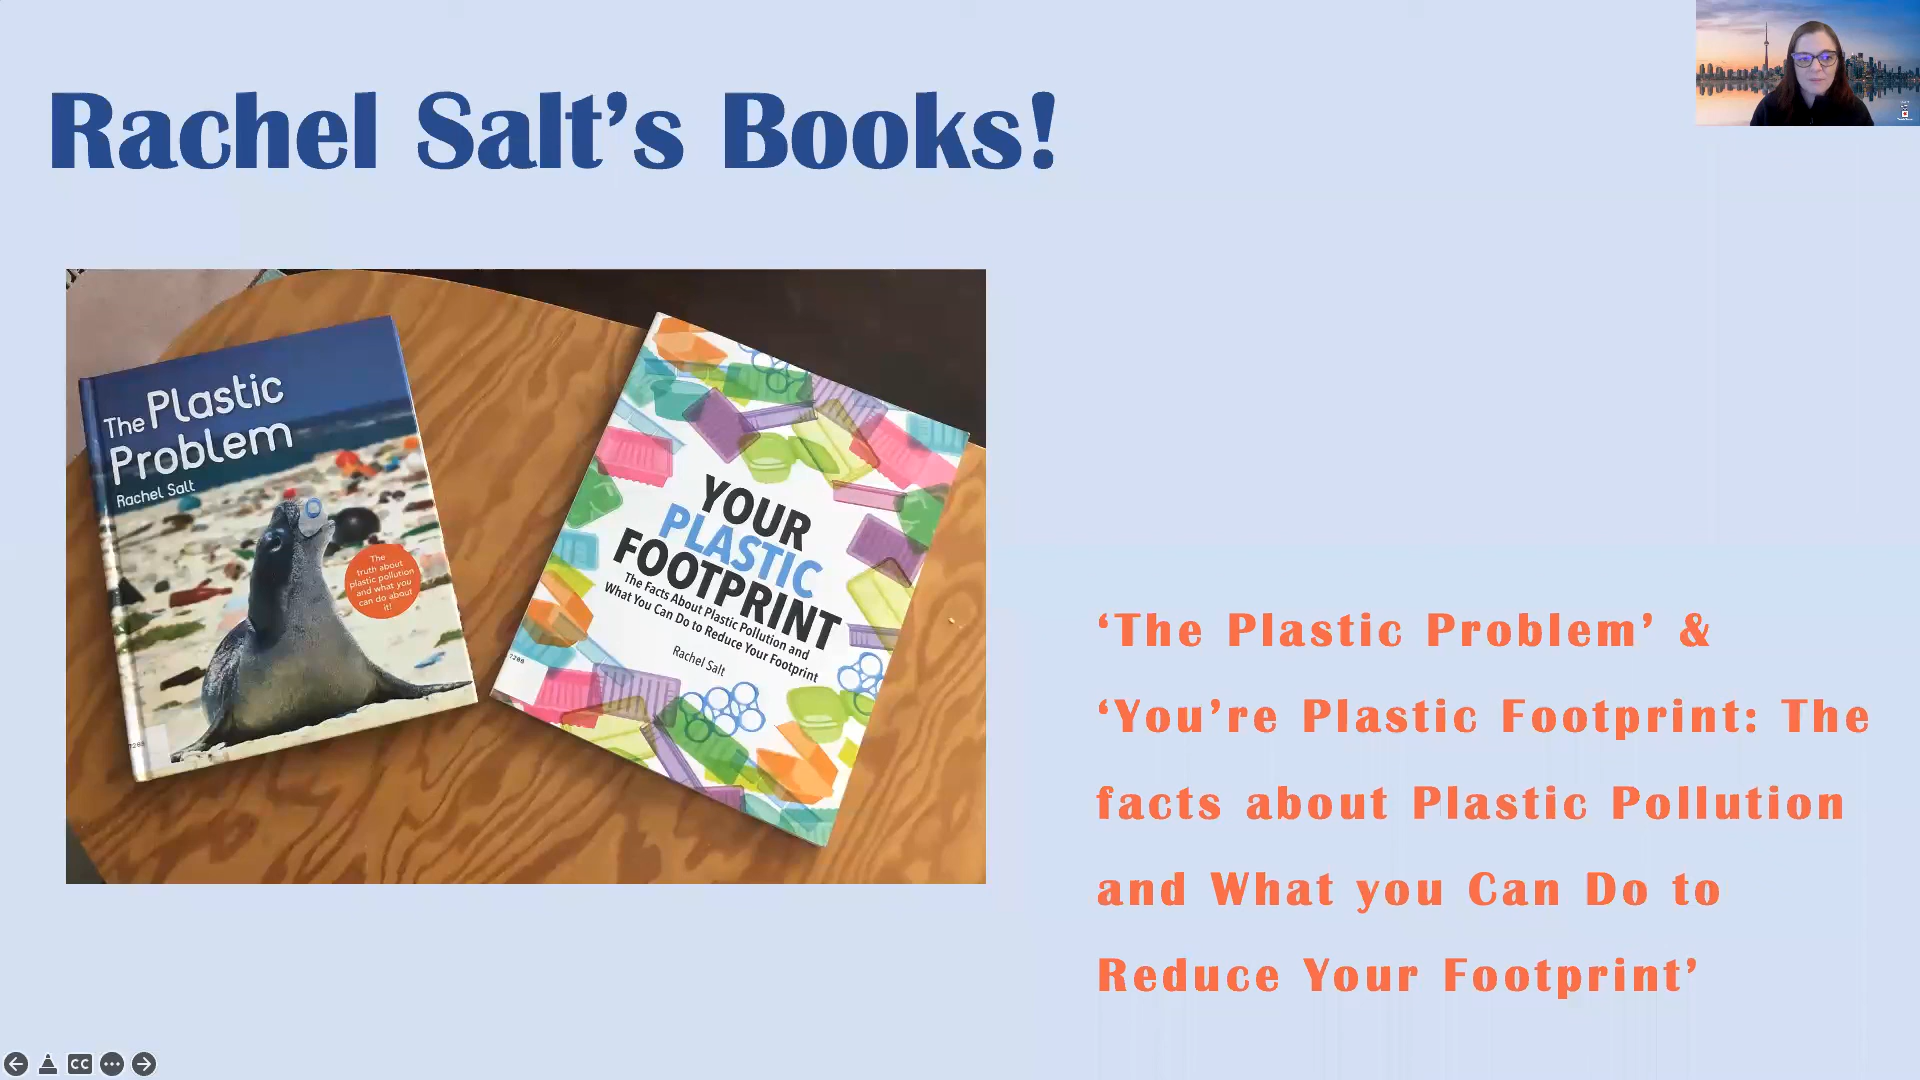 Rachel Salt’s Books!
The Plastic
Problem
Rachel Salt
The
truth about
plastic pollution
and what you
can do about
it!
YOUR
PLASTIC
FOOTPRINT
The Facts About Plastic Pollution and
What You Can Do to Reduce Your Footprint
Rachel Salt
7288
‘The Plastic Problem’ &
‘You’re Plastic Footprint: The
facts about Plastic Pollution
and What you Can Do to
Reduce Your Footprint’
CC